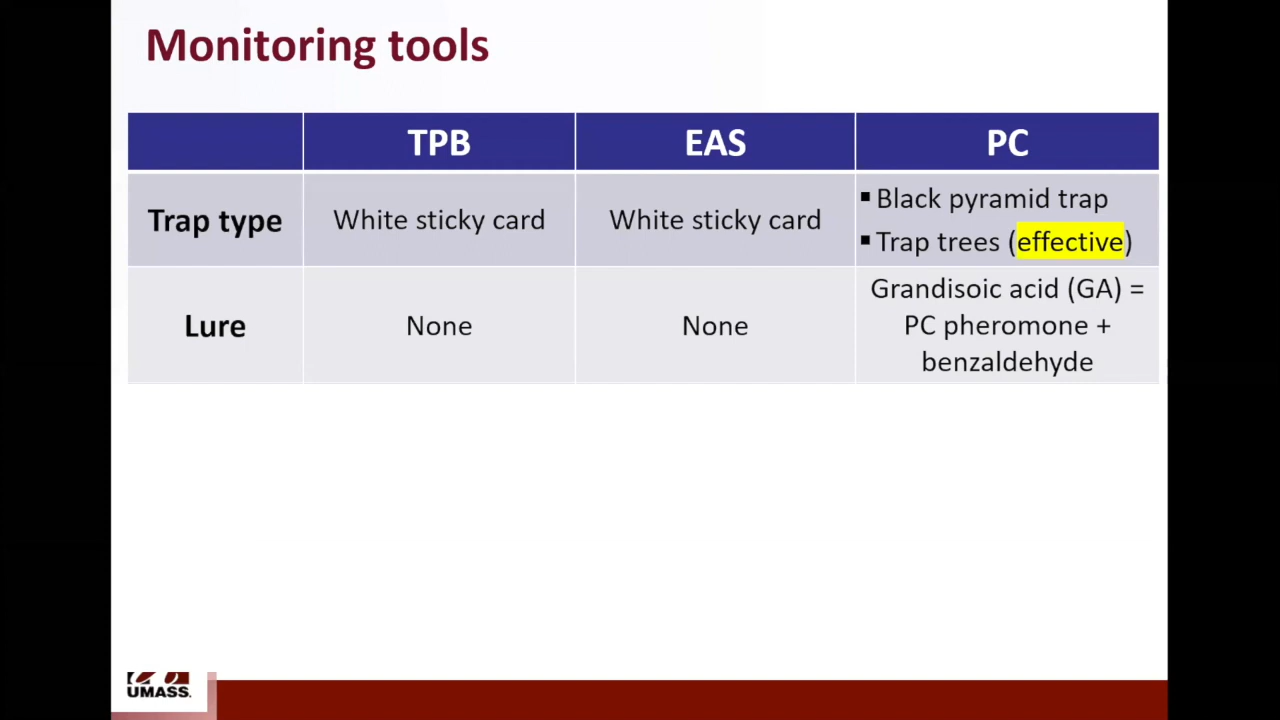 Monitoring tools
TPB EAS PC
Trap type White sticky card White sticky card ▪ Black pyramid trap
▪ Trap trees (effective)
Lure None None Grandisoic acid (GA) =
PC pheromone +
benzaldehyde
UMASS.